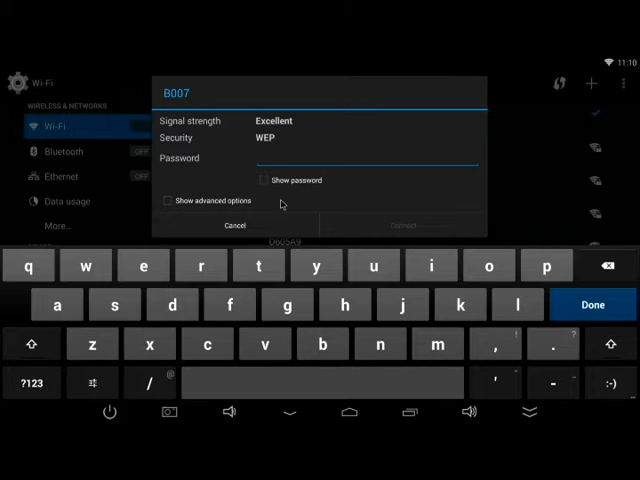 11:10
Wi-Fi
B007
WIRELESS & NETWORKS
Signal strength Excellent
Wi-Fi
Security WEP
Bluetooth OFF
Password
Ethernet OFF
Show password
Data usage
Show advanced options
More...
Cancel Connect
D605A9
q w e r t y u i o p
a s d f g h j k l Done
z x c v b n m , ! . ?
?123 / @ ' - :-)